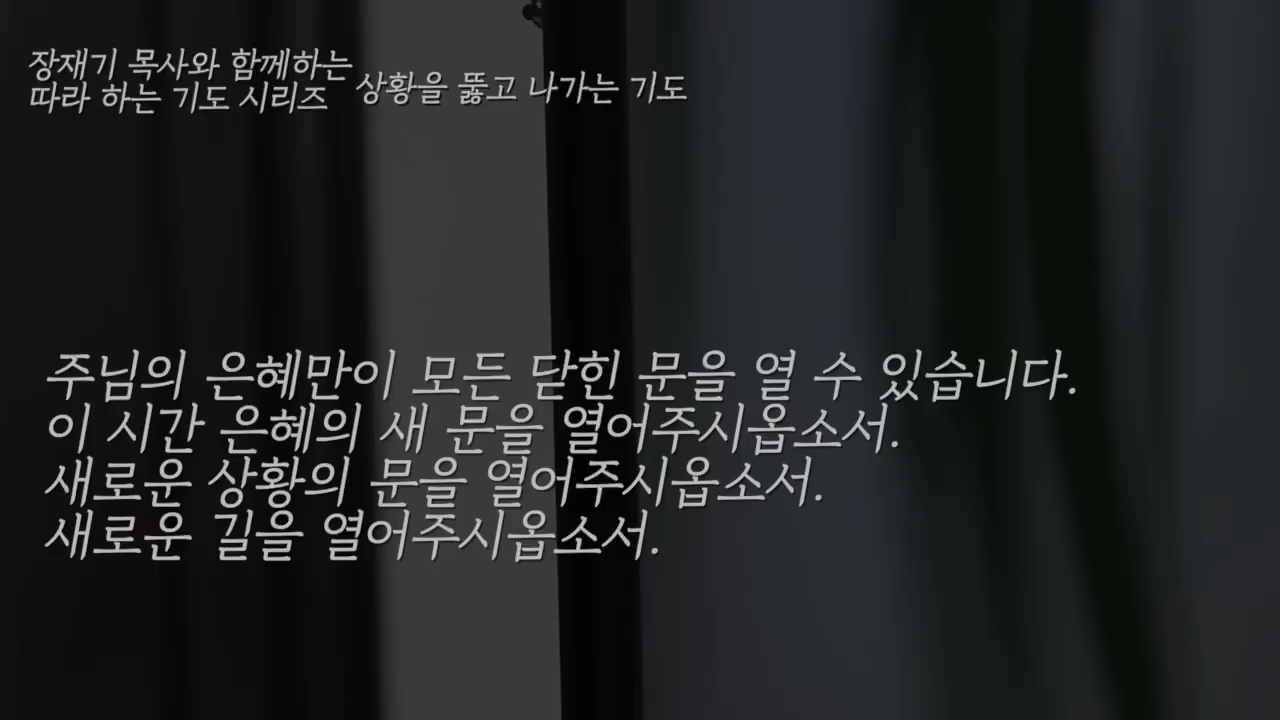 장재기 목사와 함께하는
따라 하는 기도 시리즈
상황을 뚫고 나가는 기도
주님의 은혜만이 모든 닫힌 문을 열 수 있습니다.
이 시간 은혜의 새 문을 열어주시옵소서.
새로운 상황의 문을 열어주시옵소서.
새로운 길을 열어주시옵소서.